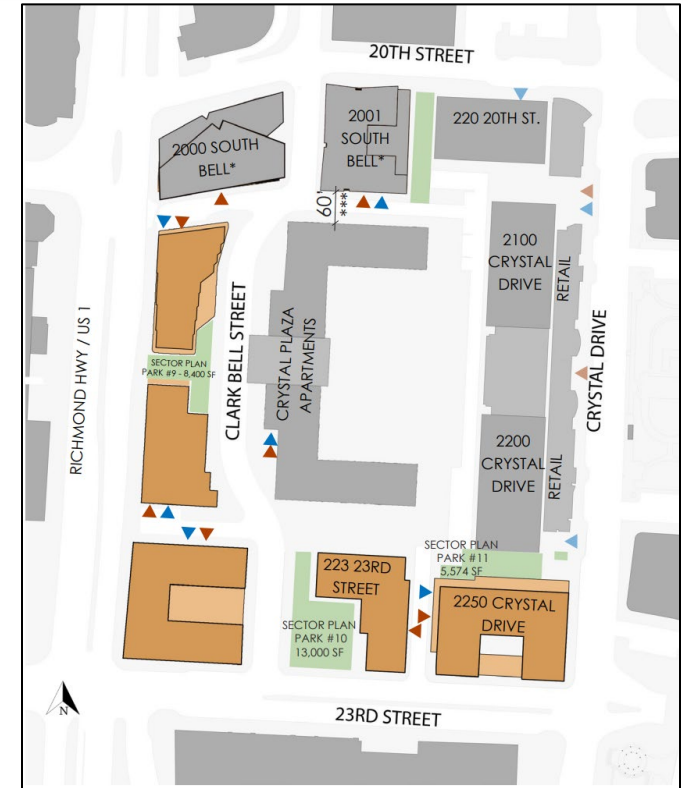 20TH STREET
2000 SOUTH
BELL*
2001
SOUTH
BELL*
220 20TH ST.
60'
***
2100
CRYSTAL
DRIVE
RETAIL
CRYSTAL DRIVE
RICHMOND HWY / US 1
CLARK BELL STREET
CRYSTAL PLAZA
APARTMENTS
SECTOR PLAN
PARK #9 - 8,400 SF
2200
CRYSTAL
DRIVE
RETAIL
SECTOR PLAN
PARK #11
5,574 SF
223 23RD
STREET
2250 CRYSTAL
DRIVE
SECTOR PLAN
PARK #10
13,000 SF
N
23RD STREET